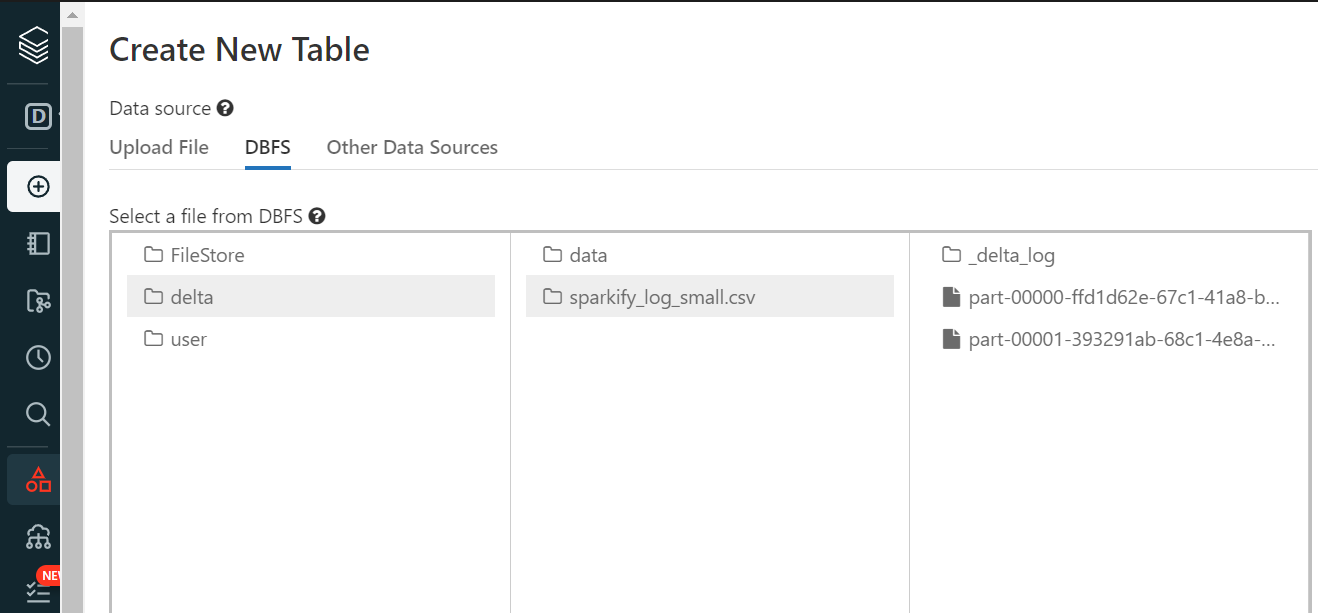 Create New Table
D
Data source ?
Upload File DBFS Other Data Sources
Select a file from DBFS ?
FileStore
delta
user
data
sparkify_log_small.csv
_delta_log
part-00000-ffd1d62e-67c1-41a8-b...
part-00001-393291ab-68c1-4e8a-...